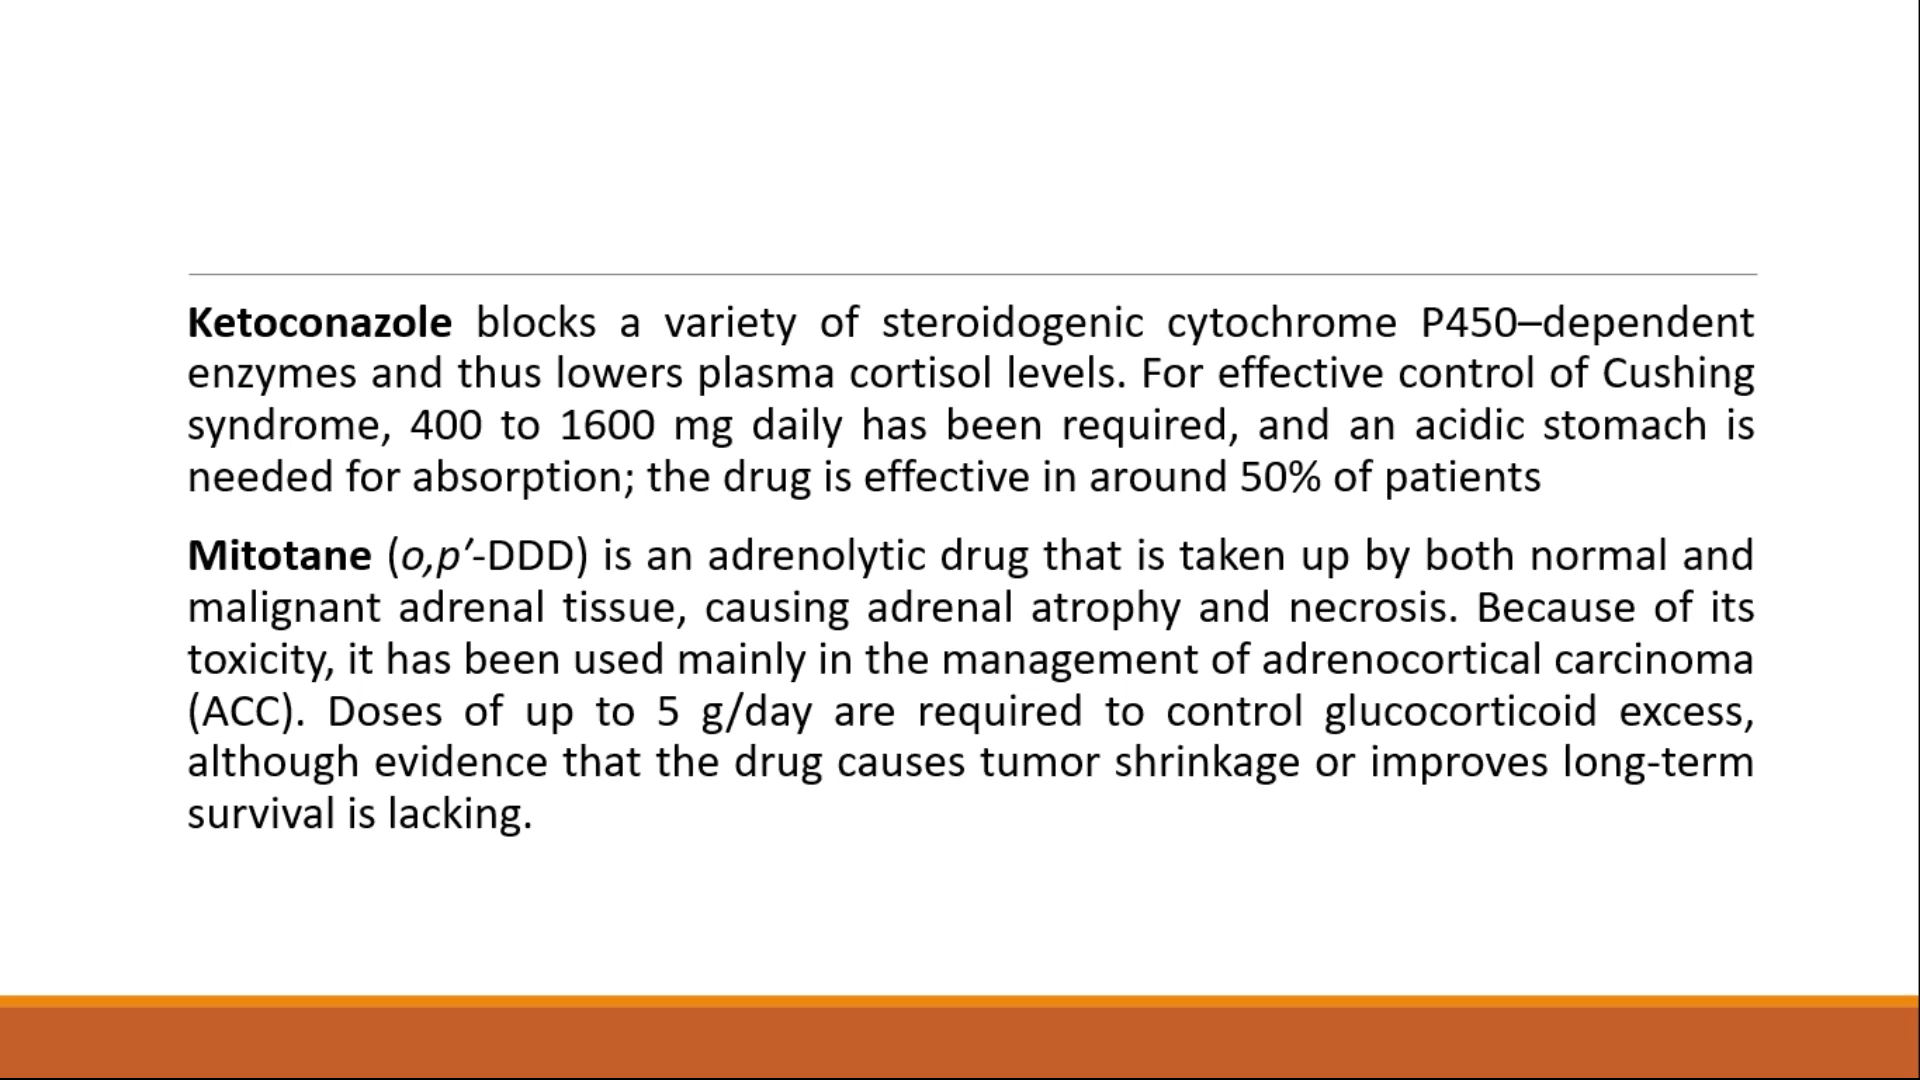 Ketoconazole blocks a variety of steroidogenic cytochrome P450–dependent
enzymes and thus lowers plasma cortisol levels. For effective control of Cushing
syndrome, 400 to 1600 mg daily has been required, and an acidic stomach is
needed for absorption; the drug is effective in around 50% of patients
Mitotane (o,p′-DDD) is an adrenolytic drug that is taken up by both normal and
malignant adrenal tissue, causing adrenal atrophy and necrosis. Because of its
toxicity, it has been used mainly in the management of adrenocortical carcinoma
(ACC). Doses of up to 5 g/day are required to control glucocorticoid excess,
although evidence that the drug causes tumor shrinkage or improves long-term
survival is lacking.